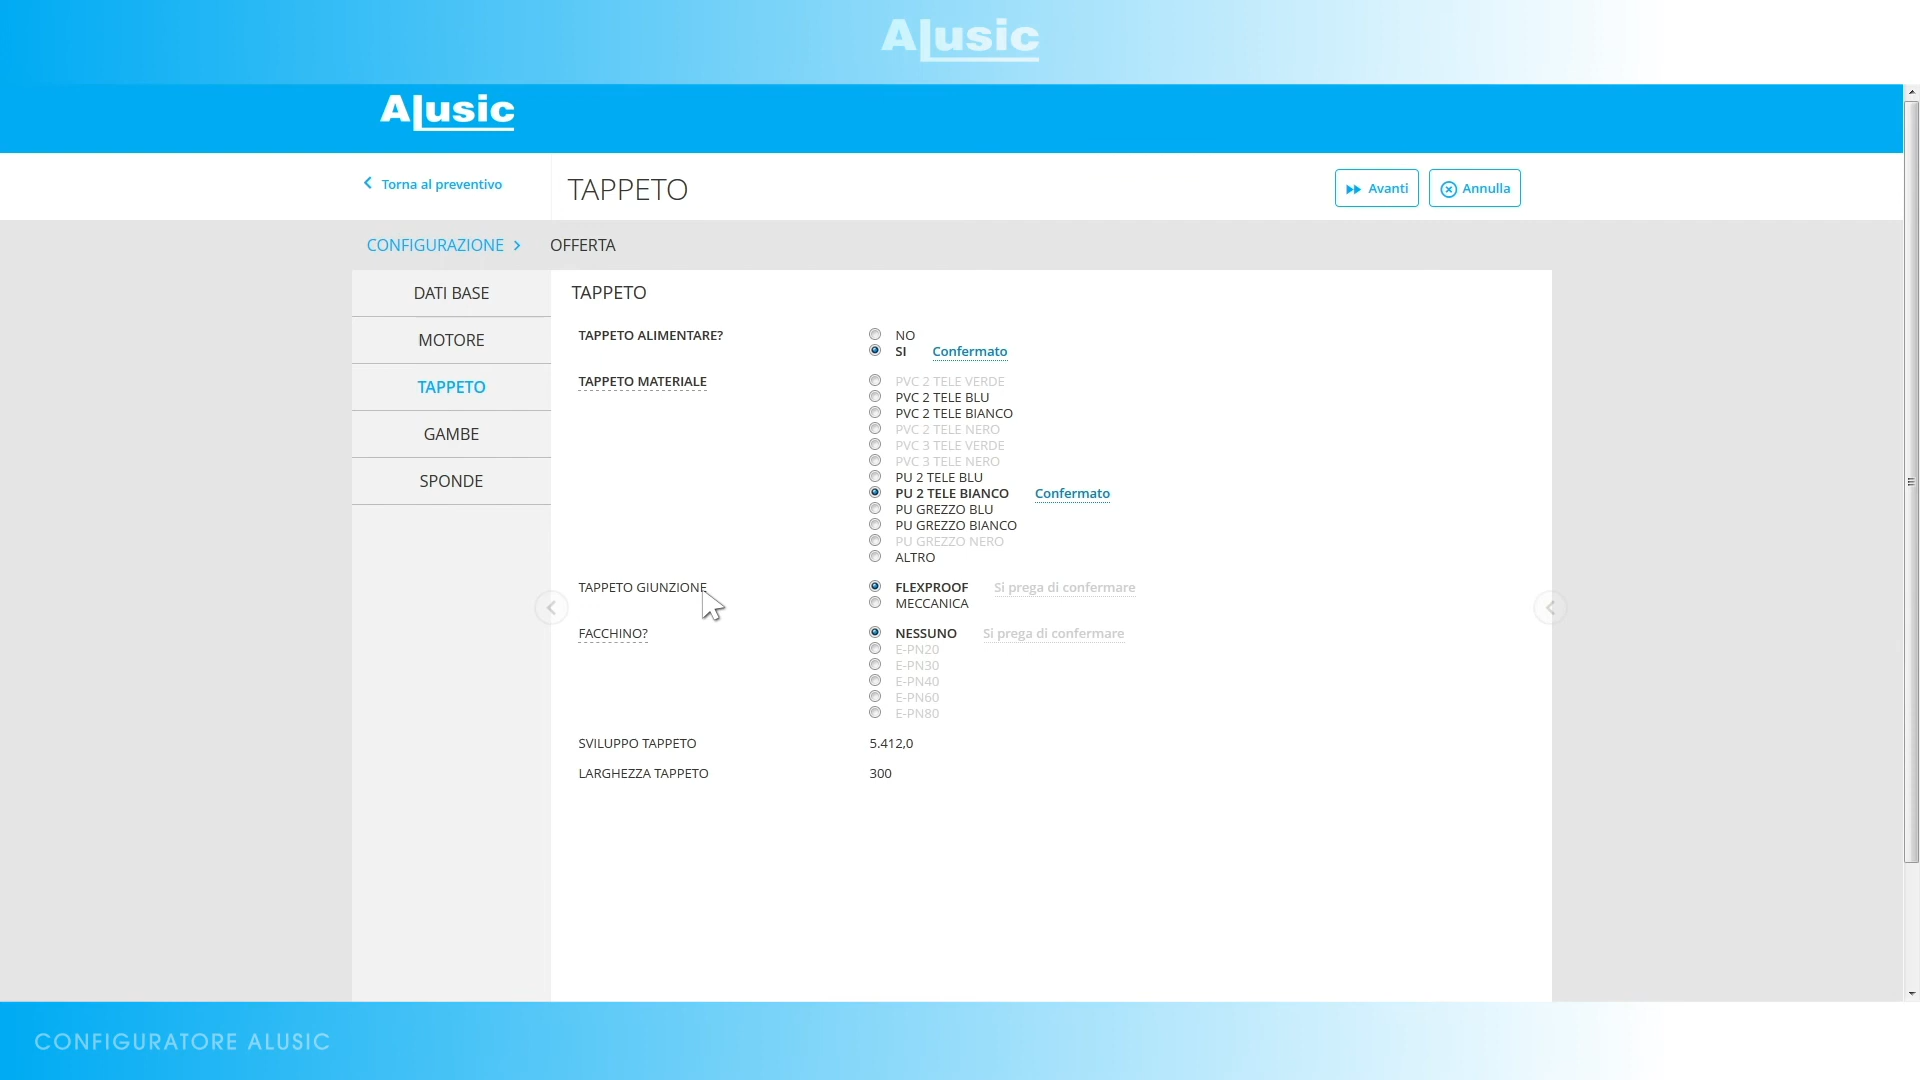 Alusic
Alusic
Torna al preventivo
TAPPETO
Avanti
Annulla
CONFIGURAZIONE
OFFERTA
DATI BASE
MOTORE
TAPPETO
GAMBE
SPONDE
TAPPETO
TAPPETO ALIMENTARE?
NO
SI Confermato
TAPPETO MATERIALE
PVC 2 TELE VERDE
PVC 2 TELE BLU
PVC 2 TELE BIANCO
PVC 2 TELE NERO
PVC 3 TELE VERDE
PVC 3 TELE NERO
PU 2 TELE BLU
PU 2 TELE BIANCO Confermato
PU GREZZO BLU
PU GREZZO BIANCO
PU GREZZO NERO
ALTRO
TAPPETO GIUNZIONE
FLEXPROOF Si prega di confermare
MECCANICA
FACCHINO?
NESSUNO Si prega di confermare
E-PN20
E-PN30
E-PN40
E-PN60
E-PN80
SVILUPPO TAPPETO 5.412,0
LARGHEZZA TAPPETO 300
CONFIGURATORE ALUSIC